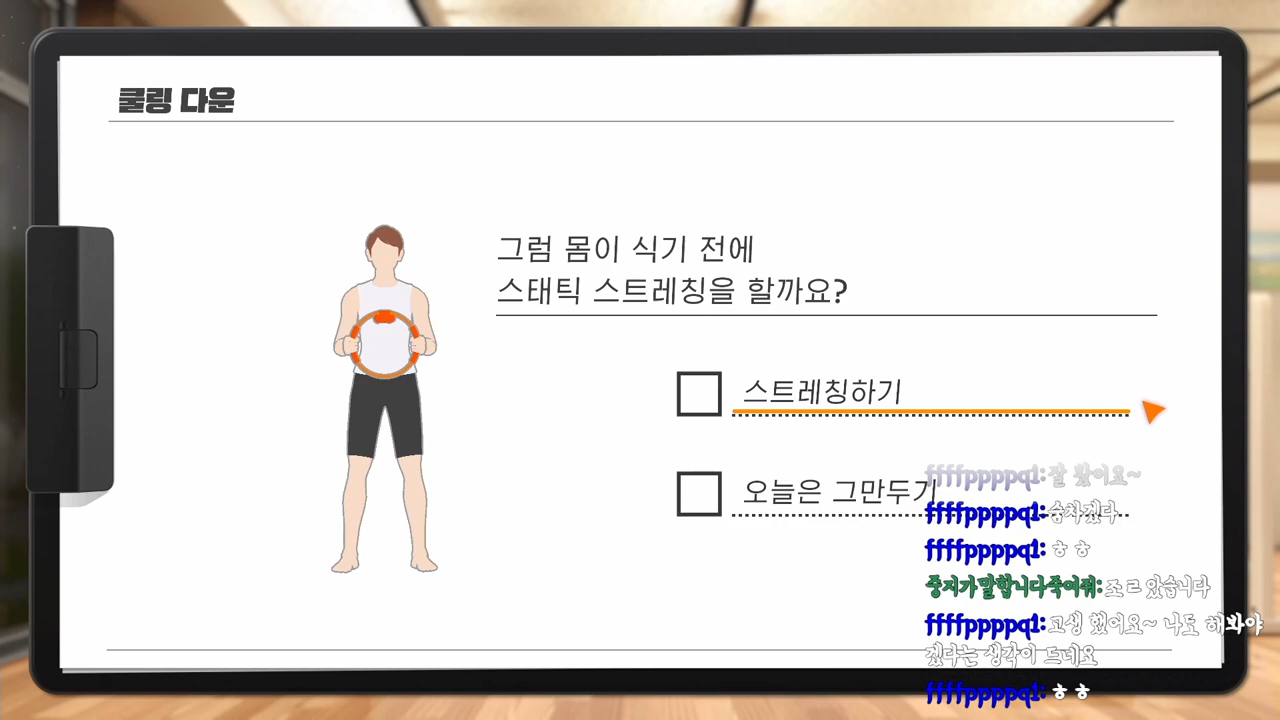 쿨링 다운
그럼 몸이 식기 전에
스태틱 스트레칭을 할까요?
스트레칭하기
오늘은 그만두기
ffffppppq1:잘 봤어요~
ffffppppq1:숨차겠다
ffffppppq1:ㅎㅎ
중지가말합니다죽여줘:조ㄹ았습니다
ffffppppq1:고생 했어요~ 나도 해봐야
겠다는 생각이 드네요
ffffppppq1:ㅎㅎ